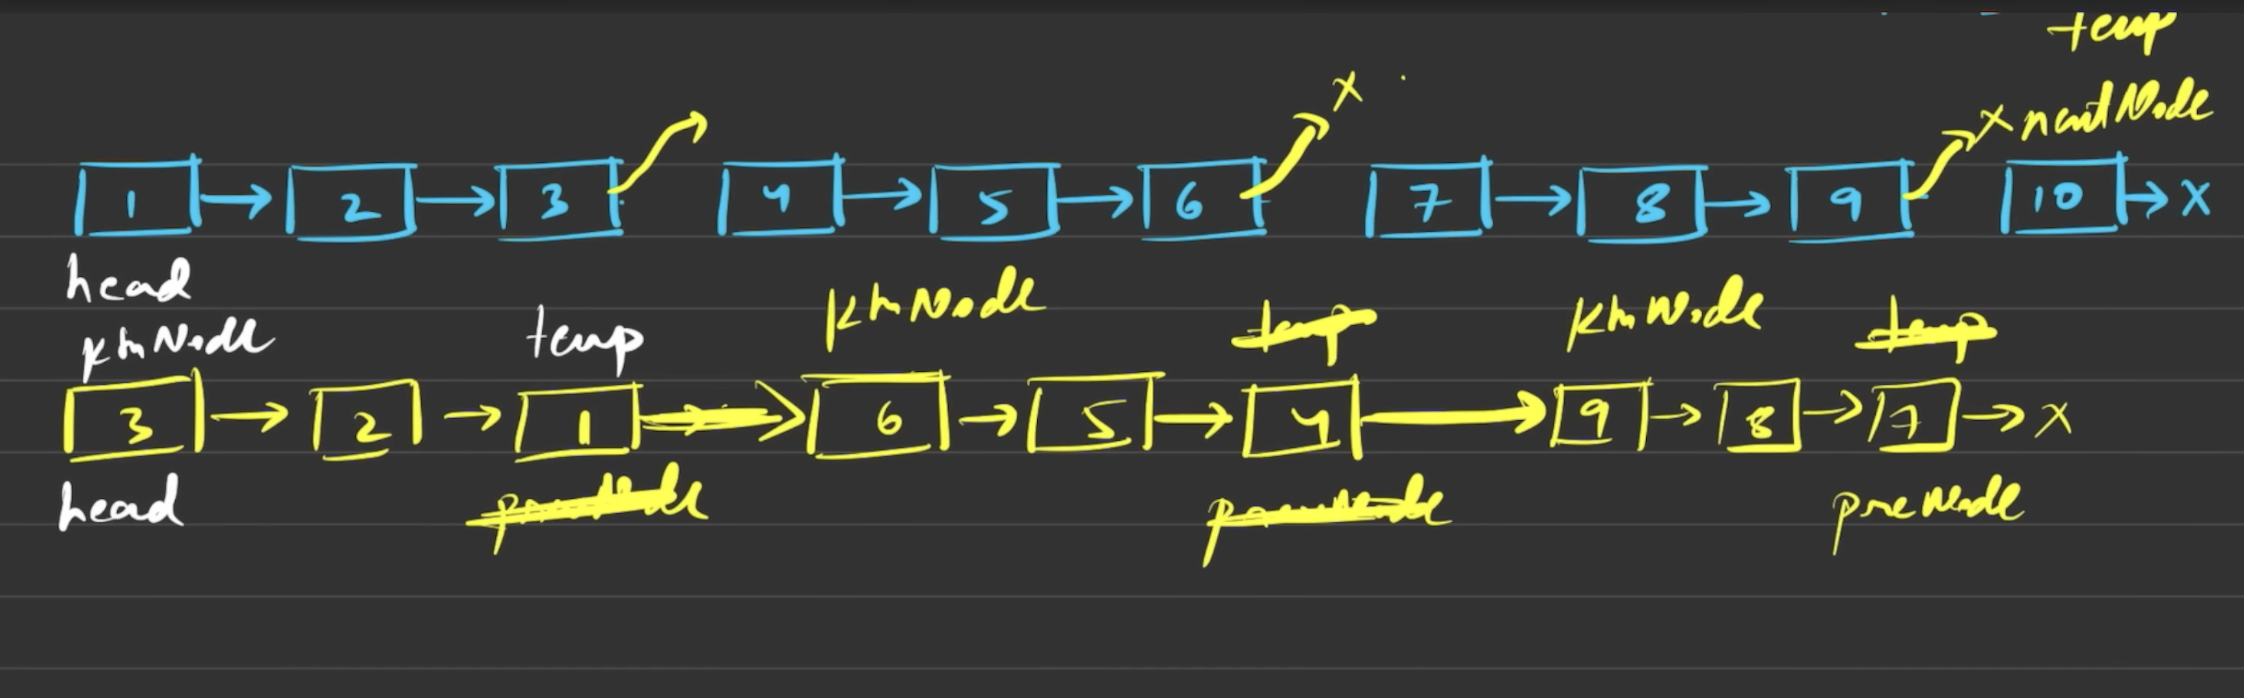 temp
x
x nextNode
1 → 2 → 3 4 → 5 → 6 7 → 8 → 9 10 → x
head
kthNode temp kthNode temp kthNode temp
3 → 2 → 1 → 6 → 5 → 4 → 9 → 8 → 7 → x
head prevNode prevNode preNode